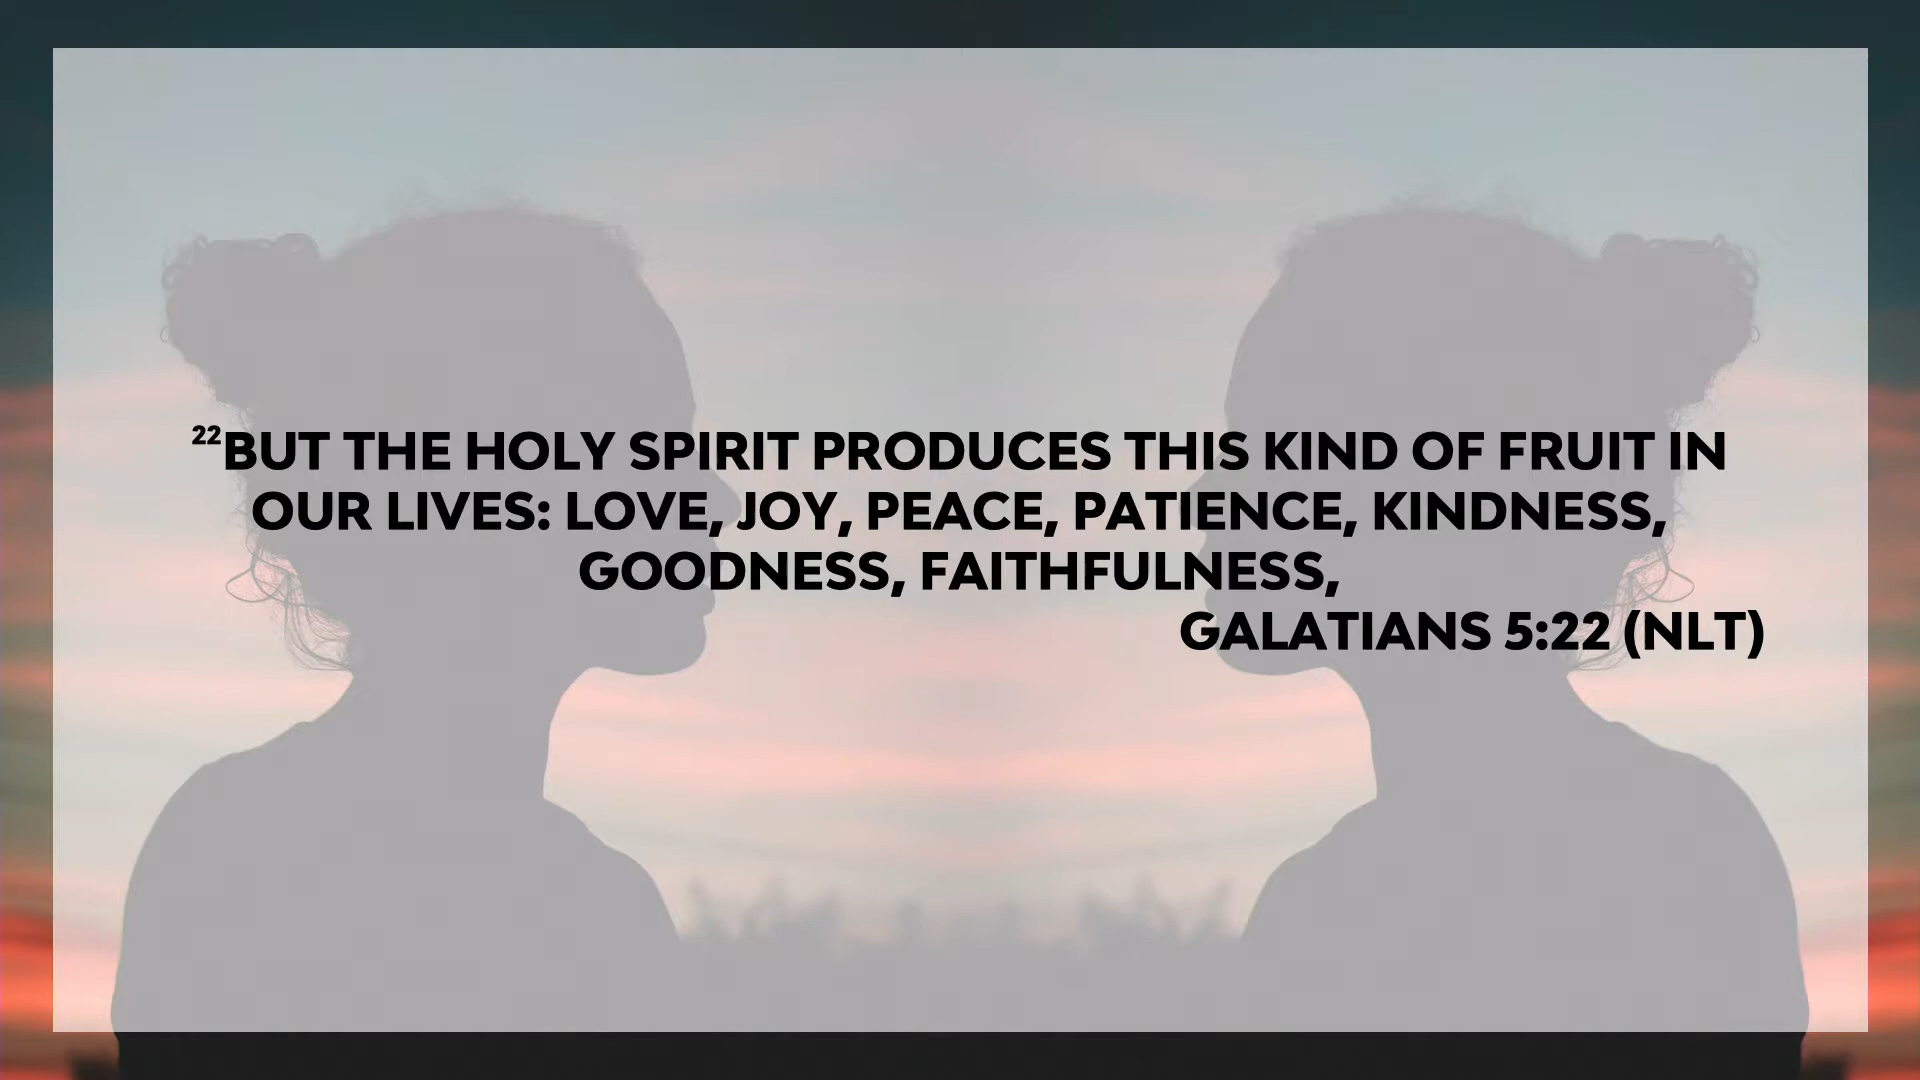 ²²BUT THE HOLY SPIRIT PRODUCES THIS KIND OF FRUIT IN
OUR LIVES: LOVE, JOY, PEACE, PATIENCE, KINDNESS,
GOODNESS, FAITHFULNESS,
GALATIANS 5:22 (NLT)